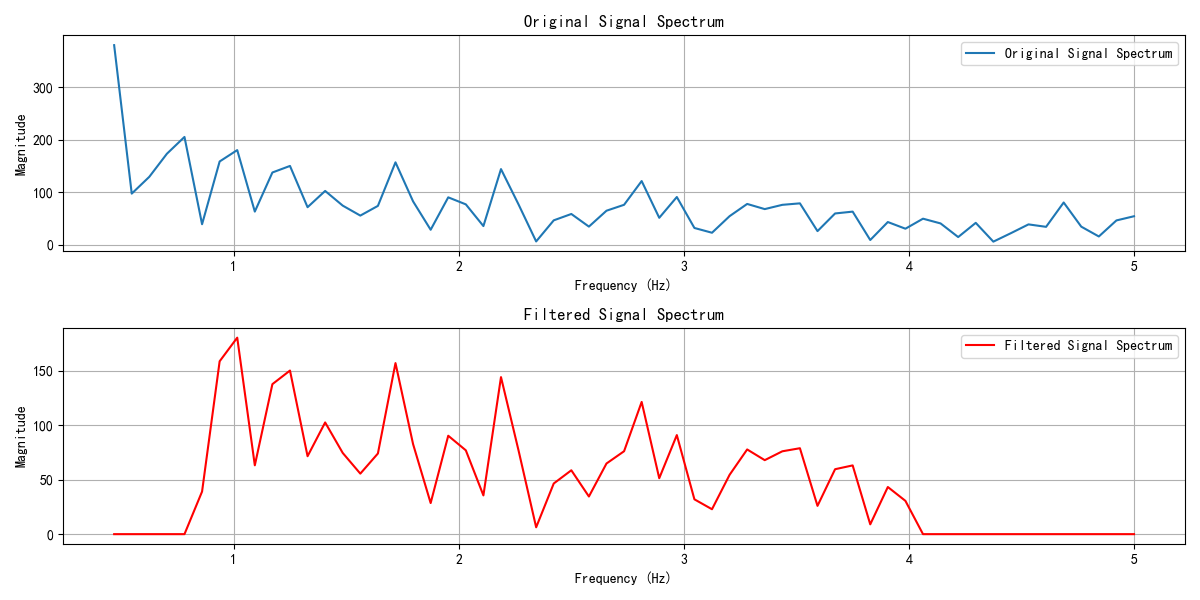 Original Signal Spectrum
Original Signal Spectrum
Magnitude
300
200
100
0
1 2 3 4 5
Frequency (Hz)
Filtered Signal Spectrum
Filtered Signal Spectrum
Magnitude
150
100
50
0
1 2 3 4 5
Frequency (Hz)